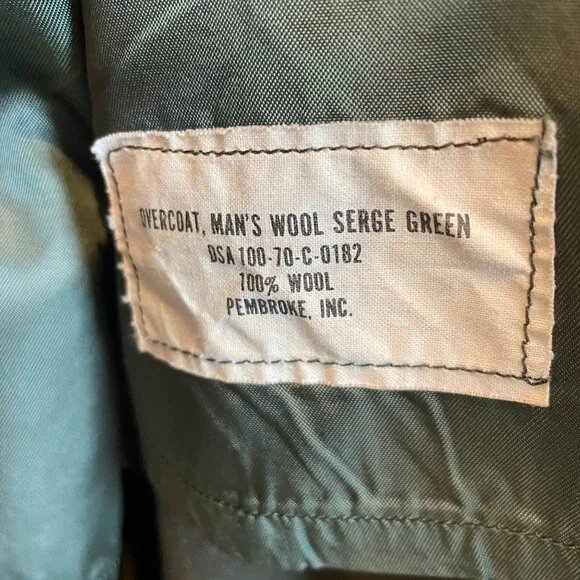 OVERCOAT, MAN'S WOOL SERGE GREEN
DSA 100-70-C-0182
100% WOOL
PEMBROKE, INC.